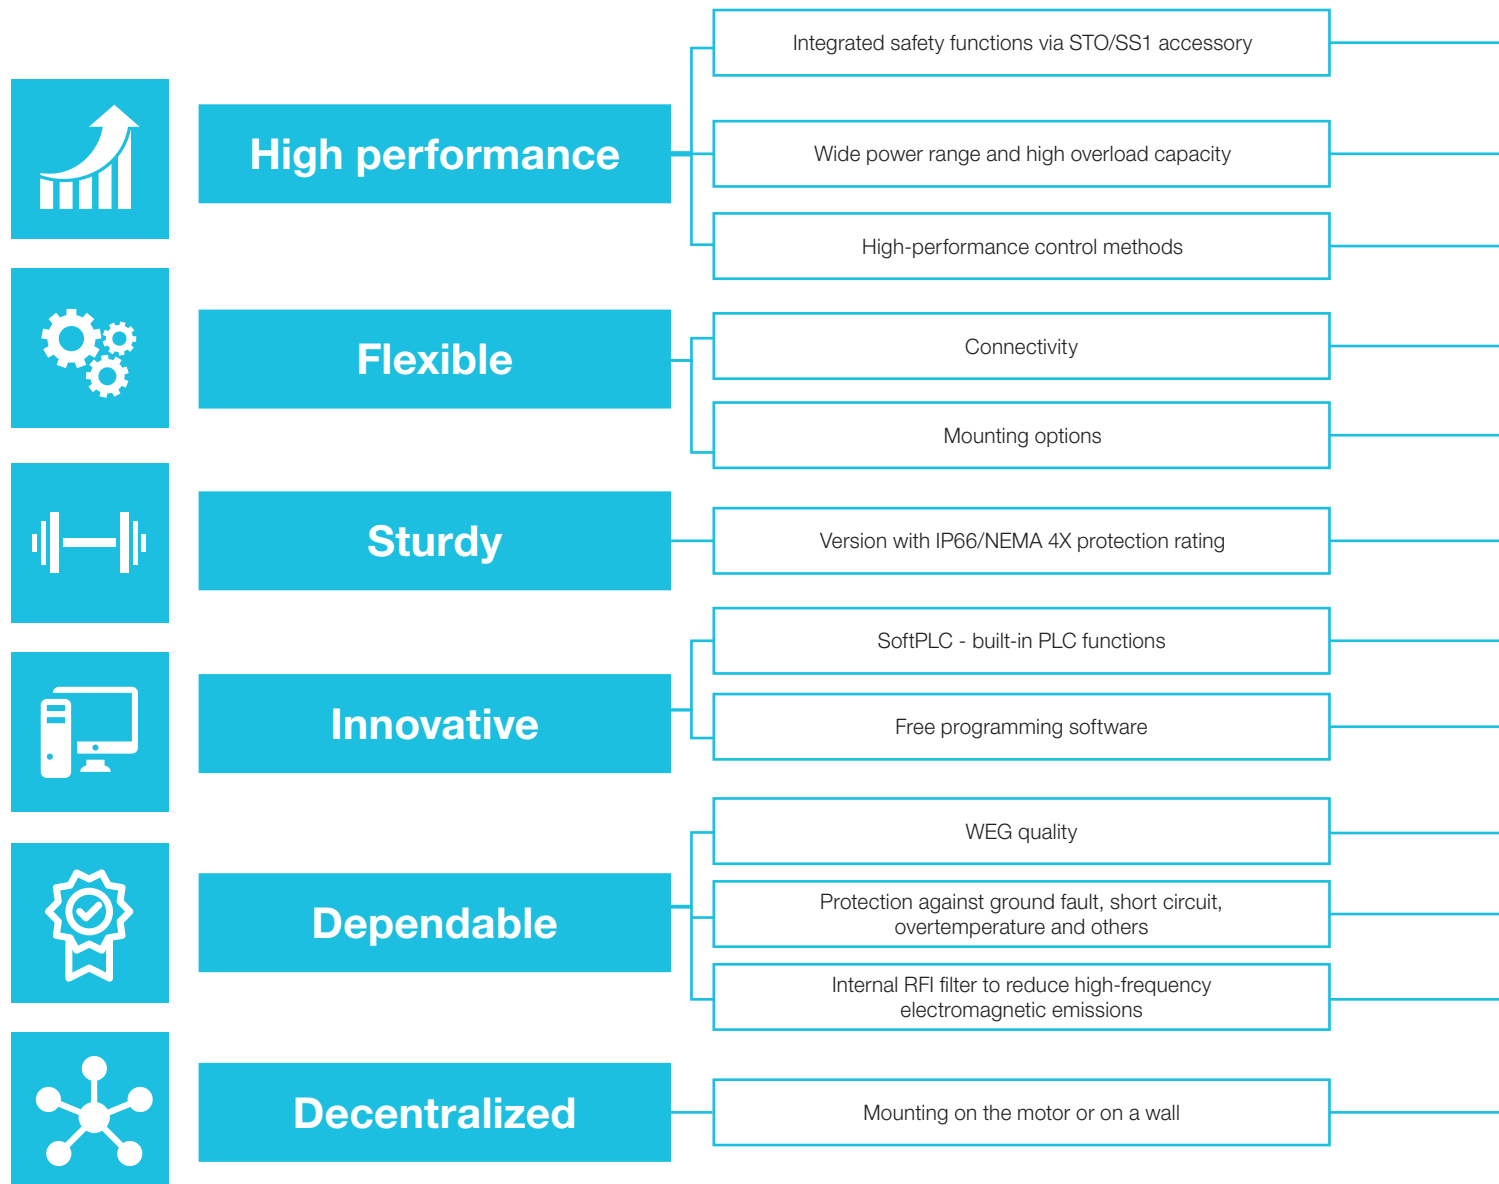 High performance
Integrated safety functions via STO/SS1 accessory
Wide power range and high overload capacity
High-performance control methods
Flexible
Connectivity
Mounting options
Sturdy
Version with IP66/NEMA 4X protection rating
Innovative
SoftPLC - built-in PLC functions
Free programming software
Dependable
WEG quality
Protection against ground fault, short circuit,
overtemperature and others
Internal RFI filter to reduce high-frequency
electromagnetic emissions
Decentralized
Mounting on the motor or on a wall